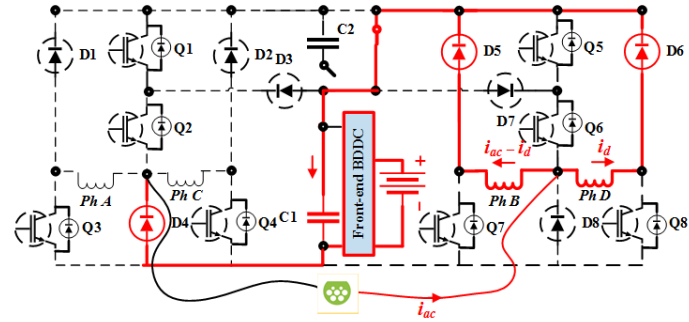 C2
D1
Q1
D2
D3
D5
Q5
D6
Q2
D7
Q6
Front-end BDDC
+
-
i_ac – i_d
i_d
Ph A
Ph C
Ph B
Ph D
Q3
D4
Q4
C1
Q7
D8
Q8
i_ac